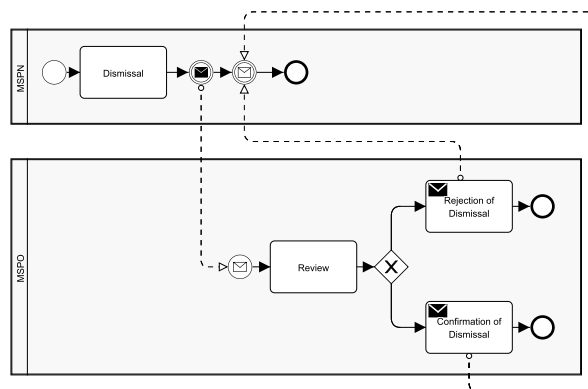 MSPN
Dismissal
MSPO
Review
Rejection of
Dismissal
Confirmation of
Dismissal